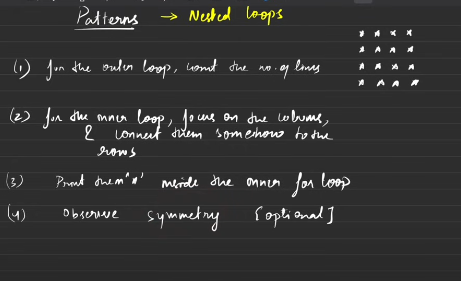 Patterns → Nested Loops
* * * *
* * * *
* * * *
* * * *
(1) for the outer loop, count the no. of lines
(2) for the inner loop, focus on the columns,
& connect them somehow to the
rows
(3) Print them "*" inside the inner for loop
(4) Observe symmetry [optional]